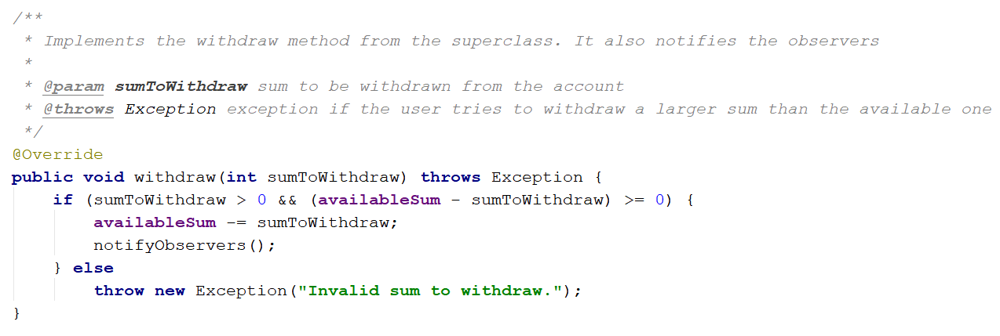 /**
 * Implements the withdraw method from the superclass. It also notifies the observers
 *
 * @param sumToWithdraw sum to be withdrawn from the account
 * @throws Exception exception if the user tries to withdraw a larger sum than the available one
 */
@Override
public void withdraw(int sumToWithdraw) throws Exception {
    if (sumToWithdraw > 0 && (availableSum - sumToWithdraw) >= 0) {
        availableSum -= sumToWithdraw;
        notifyObservers();
    } else
        throw new Exception("Invalid sum to withdraw.");
}